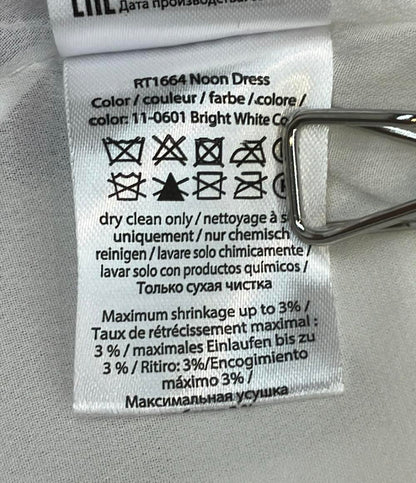 EAC Дата производс
RT1664 Noon Dress
Color / couleur / farbe /.colore /
color: 11-0601 Bright White Co
dry clean only / nettoyage à s
uniquement / nur chemisch
reinigen / lavare solo chimicamente /
lavar solo con productos químicos /
Только сухая чистка
Maximum shrinkage up to 3% /
Taux de rétrécissement maximal :
3 % / maximales Einlaufen bis zu
3 % / Ritiro: 3%/Encogimiento
máximo 3% /
Максимальная усушка